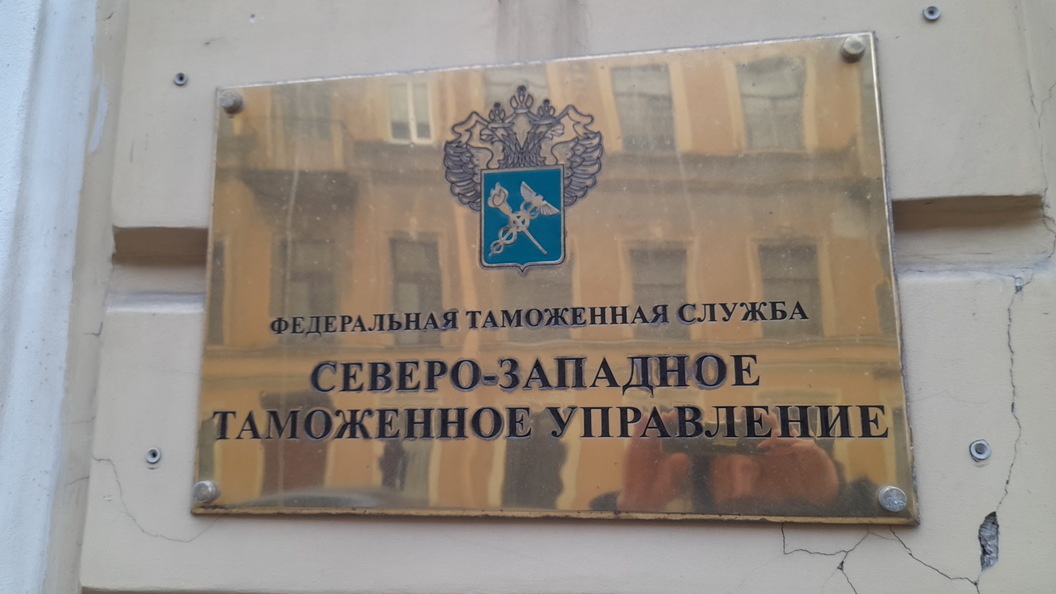 ФЕДЕРАЛЬНАЯ ТАМОЖЕННАЯ СЛУЖБА
СЕВЕРО-ЗАПАДНОЕ
ТАМОЖЕННОЕ УПРАВЛЕНИЕ